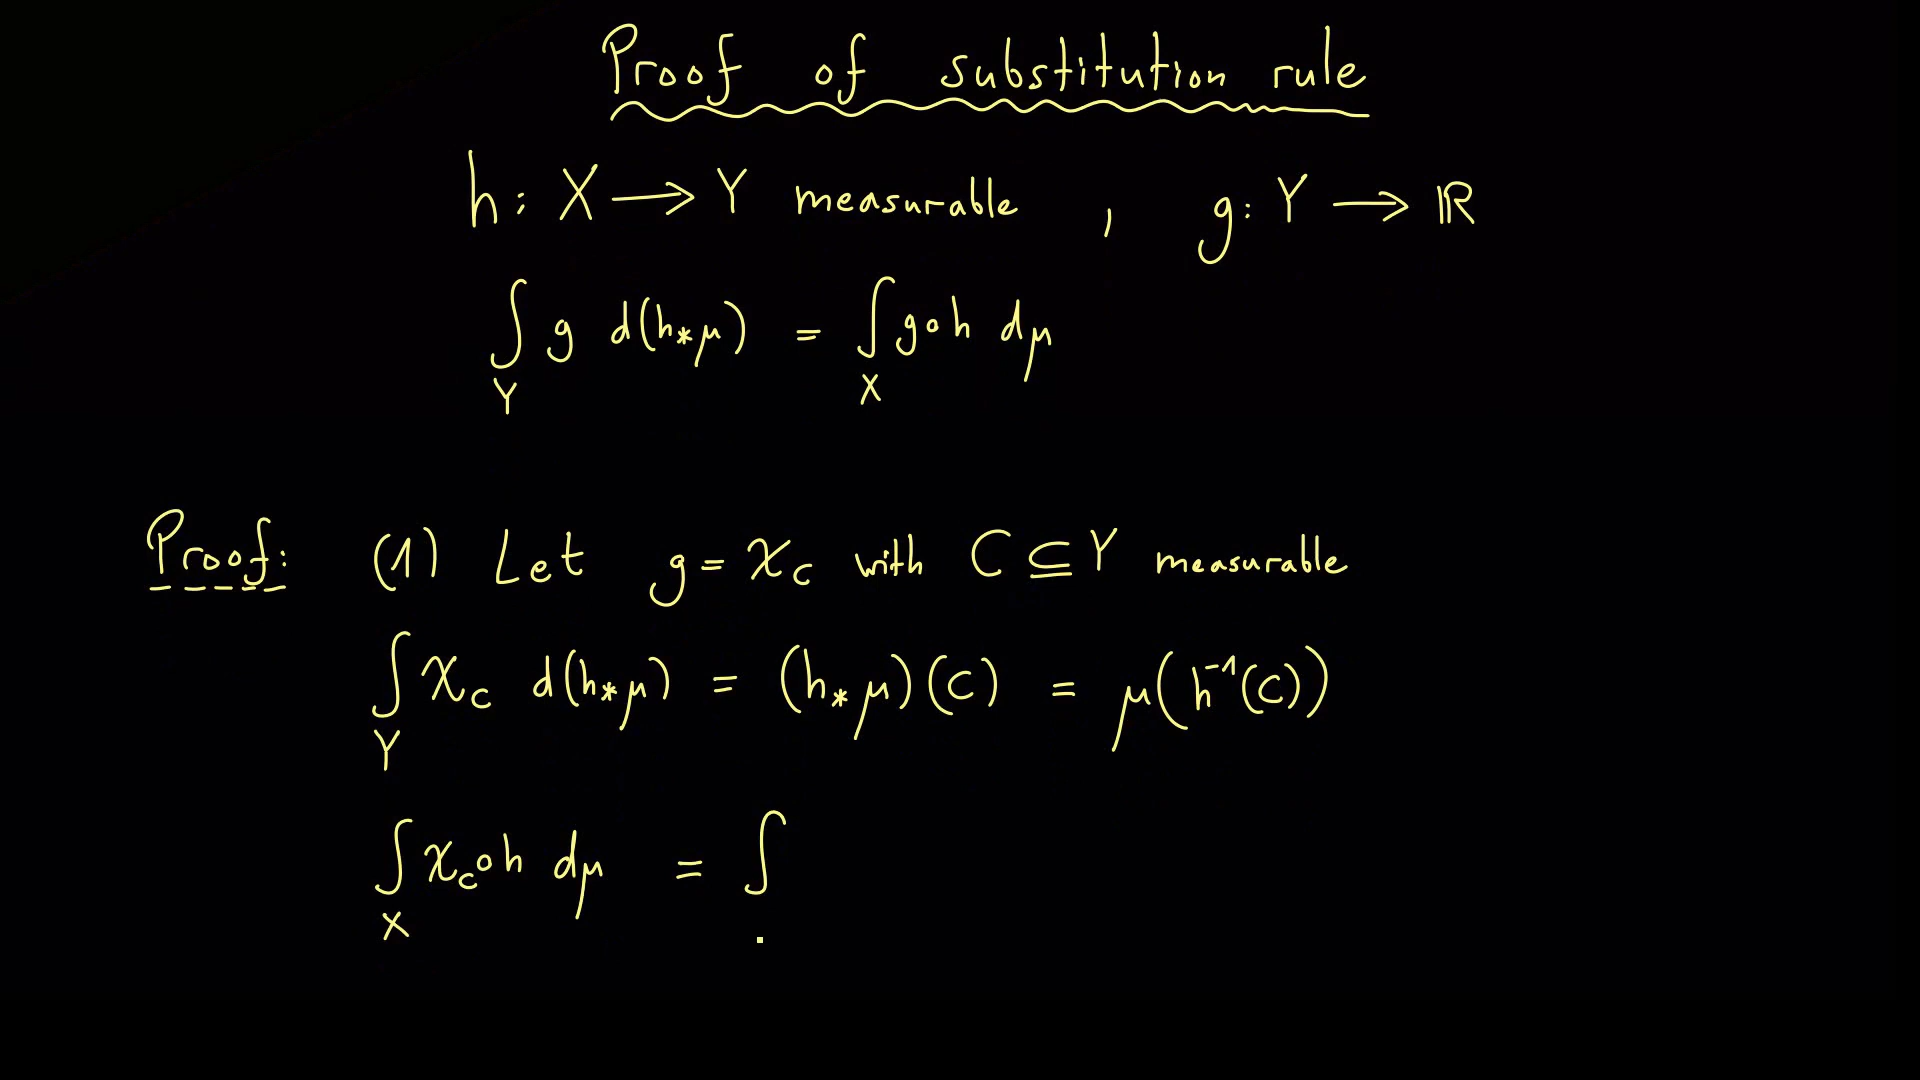 Proof of substitution rule
h: X → Y measurable , g: Y → ℝ
∫_Y g d(h_*μ) = ∫_X g∘h dμ
Proof: (1) Let g = χ_C with C ⊆ Y measurable
∫_Y χ_C d(h_*μ) = (h_*μ)(C) = μ(h⁻¹(C))
∫_X χ_C∘h dμ = ∫